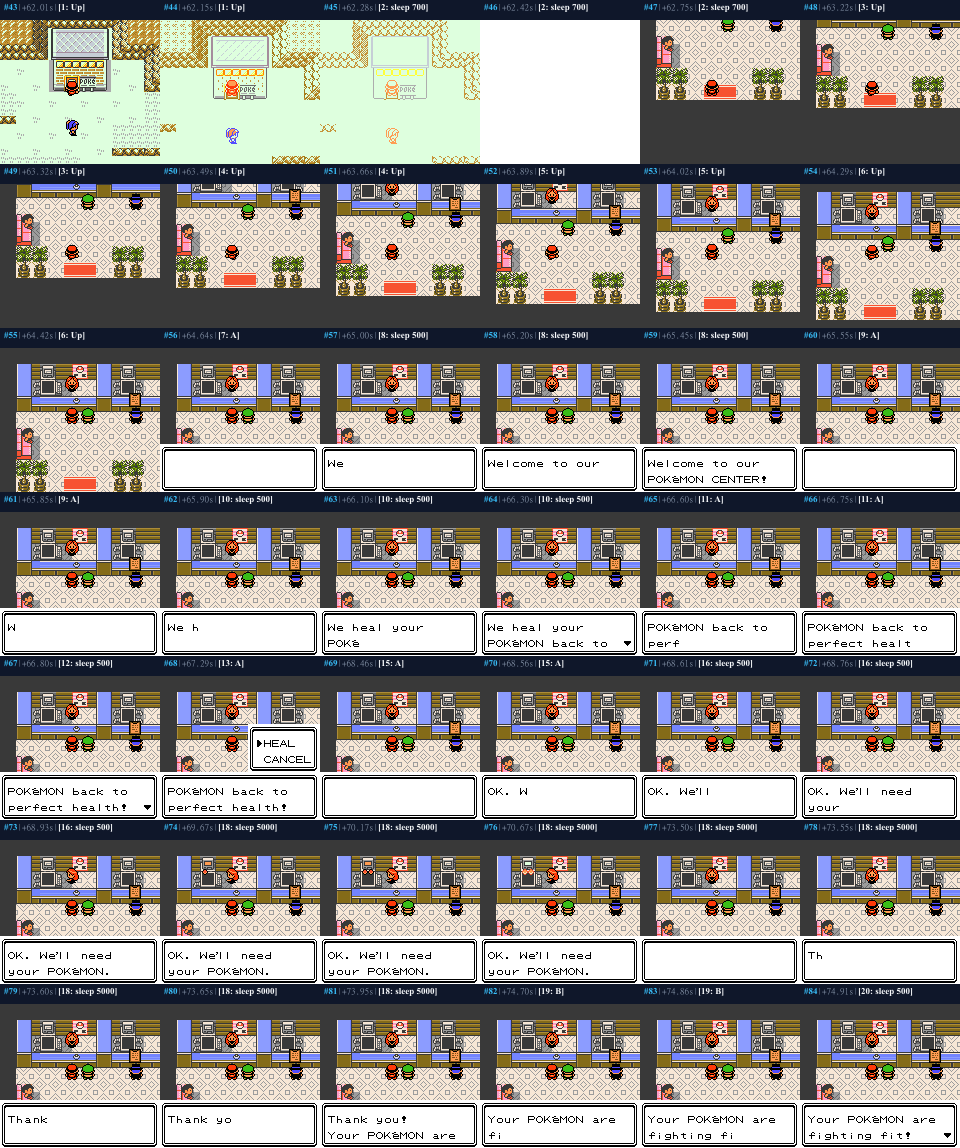 #43|+62.01s|[1: Up]
#44|+62.15s|[1: Up]
#45|+62.28s|[2: sleep 700]
#46|+62.42s|[2: sleep 700]
#47|+62.75s|[2: sleep 700]
#48|+63.22s|[3: Up]
POKé
POKé
POKé
#49|+63.32s|[3: Up]
#50|+63.49s|[4: Up]
#51|+63.66s|[4: Up]
#52|+63.89s|[5: Up]
#53|+64.02s|[5: Up]
#54|+64.29s|[6: Up]
#55|+64.42s|[6: Up]
#56|+64.64s|[7: A]
#57|+65.00s|[8: sleep 500]
#58|+65.20s|[8: sleep 500]
#59|+65.45s|[8: sleep 500]
#60|+65.55s|[9: A]
We
Welcome to our
Welcome to our
POKéMON CENTER!
#61|+65.85s|[9: A]
#62|+65.90s|[10: sleep 500]
#63|+66.10s|[10: sleep 500]
#64|+66.30s|[10: sleep 500]
#65|+66.60s|[11: A]
#66|+66.75s|[11: A]
W
We h
We heal your
POKé
We heal your
POKéMON back to
POKéMON back to
perf
POKéMON back to
perfect healt
#67|+66.80s|[12: sleep 500]
#68|+67.29s|[13: A]
#69|+68.38s|[15: A]
#70|+68.56s|[15: A]
#71|+68.61s|[16: sleep 500]
#72|+68.76s|[16: sleep 500]
POKéMON back to
perfect health!
HEAL
CANCEL
POKéMON back to
perfect health!
OK. W
OK. We'll
OK. We'll need
your
#73|+68.93s|[16: sleep 500]
#74|+69.67s|[18: sleep 5000]
#75|+70.17s|[18: sleep 5000]
#76|+70.67s|[18: sleep 5000]
#77|+73.50s|[18: sleep 5000]
#78|+73.55s|[18: sleep 5000]
OK. We'll need
your POKéMON.
OK. We'll need
your POKéMON.
OK. We'll need
your POKéMON.
OK. We'll need
your POKéMON.
Th
#79|+73.60s|[18: sleep 5000]
#80|+73.65s|[18: sleep 5000]
#81|+73.95s|[18: sleep 5000]
#82|+74.70s|[19: B]
#83|+74.86s|[19: B]
#84|+74.91s|[20: sleep 500]
Thank
Thank yo
Thank you!
Your POKéMON are
Your POKéMON are
fi
Your POKéMON are
fighting fi
Your POKéMON are
fighting fit!